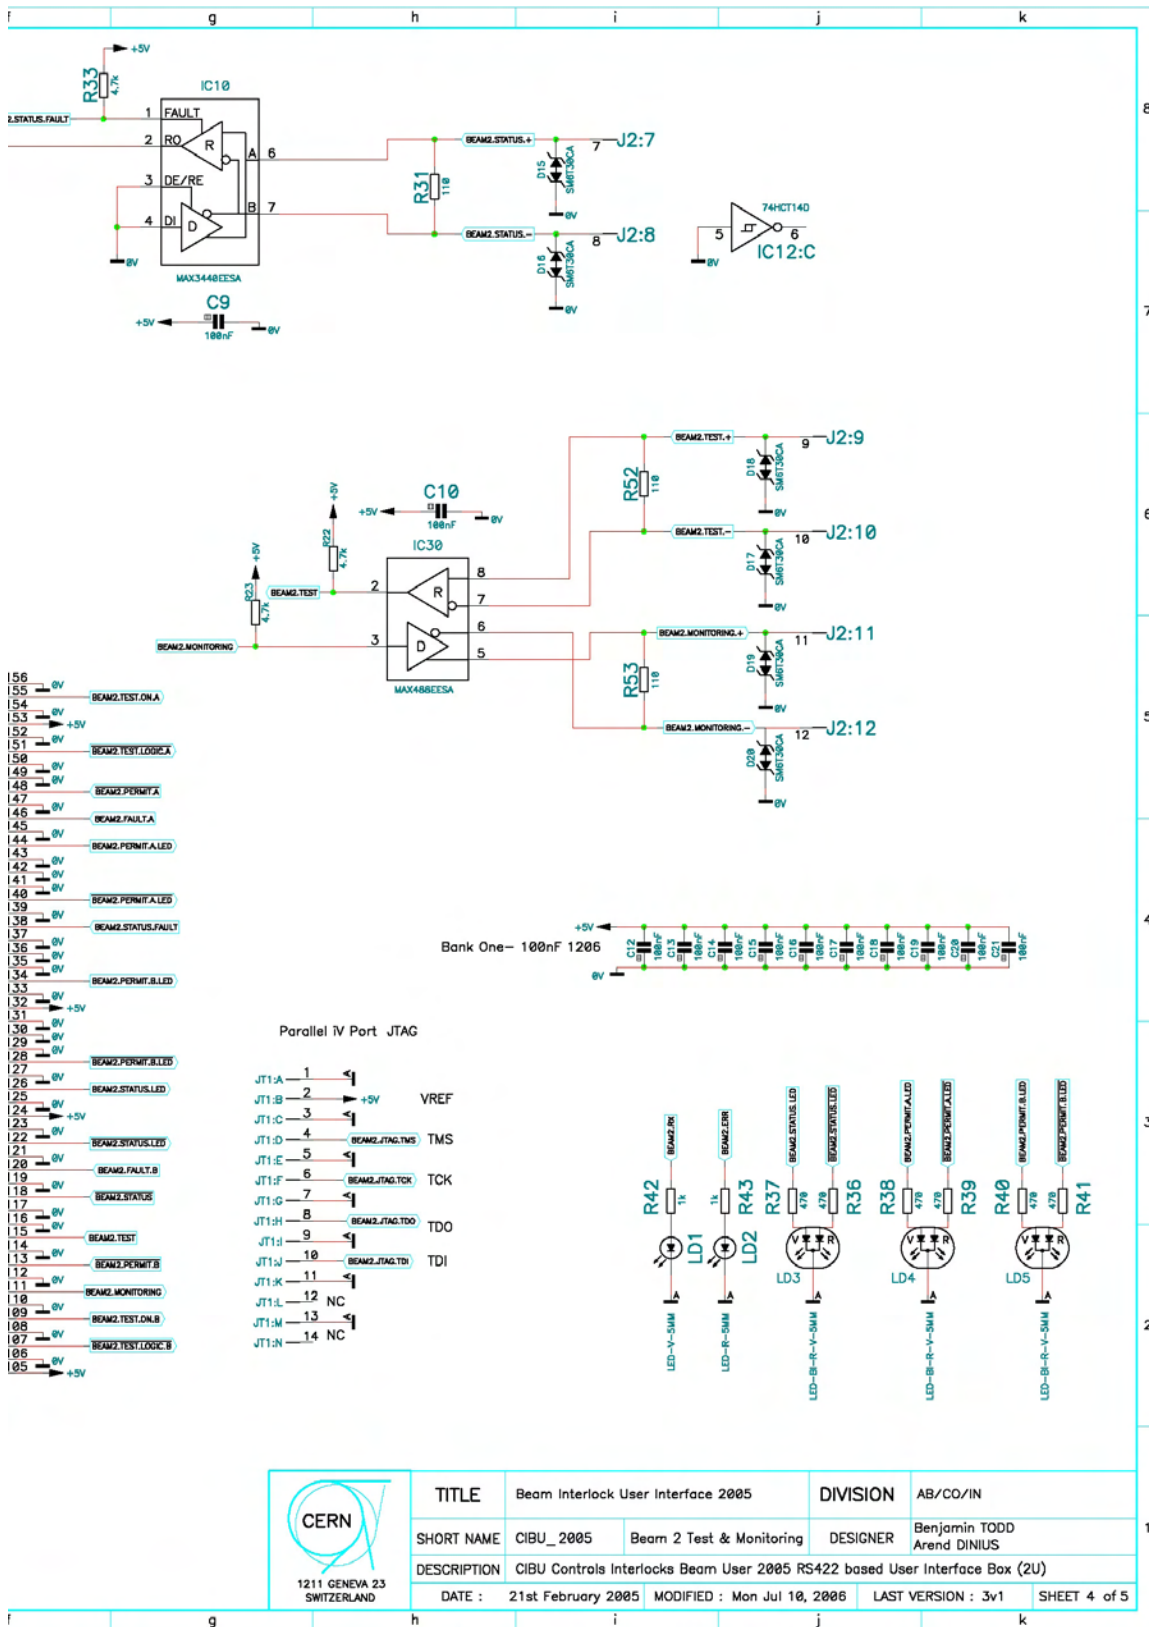 f g h i j k
+5V
R33
4.7k
IC10
8
2.STATUS.FAULT
1 FAULT
2 RO
R
A 6
3 DE/RE
B 7
4 DI
D
0V
MAX3440EESA
BEAM2.STATUS.+
7 J2:7
D15
SM6T30CA
0V
R31
110
BEAM2.STATUS.-
8 J2:8
D16
SM6T30CA
0V
74HCT14D
5 6
IC12:C
0V
C9
+5V
100nF
0V
7
BEAM2.TEST.+
9 J2:9
D18
SM6T30CA
0V
R52
110
BEAM2.TEST.-
10 J2:10
D17
SM6T30CA
0V
6
C10
+5V
100nF
0V
+5V
R22
4.7k
+5V
R23
4.7k
IC30
BEAM2.TEST
2
R
8
7
BEAM2.MONITORING
3
D
6
5
MAX488EESA
BEAM2.MONITORING.+
11 J2:11
D19
SM6T30CA
0V
R53
110
BEAM2.MONITORING.-
12 J2:12
D20
SM6T30CA
0V
5
156
0V
155
BEAM2.TEST.ON.A
154
0V
153
+5V
152
0V
151
BEAM2.TEST.LOGIC.A
150
0V
149
0V
148
BEAM2.PERMIT.A
147
0V
146
BEAM2.FAULT.A
145
0V
144
BEAM2.PERMIT.A.LED
143
142
0V
141
0V
140
BEAM2.PERMIT.A.LED
139
0V
138
BEAM2.STATUS.FAULT
137
0V
136
0V
135
0V
134
BEAM2.PERMIT.B.LED
133
0V
132
+5V
131
0V
130
0V
129
0V
128
BEAM2.PERMIT.B.LED
127
0V
126
BEAM2.STATUS.LED
125
0V
124
+5V
123
0V
122
BEAM2.STATUS.LED
121
0V
120
BEAM2.FAULT.B
119
0V
118
BEAM2.STATUS
117
0V
116
0V
115
BEAM2.TEST
114
0V
113
BEAM2.PERMIT.B
112
0V
111
BEAM2.MONITORING
110
0V
109
BEAM2.TEST.ON.B
108
0V
107
BEAM2.TEST.LOGIC.B
106
0V
105
+5V
4
Bank One- 100nF 1206
+5V
0V
C12 100nF
C13 100nF
C14 100nF
C15 100nF
C16 100nF
C17 100nF
C18 100nF
C19 100nF
C20 100nF
C21 100nF
Parallel iV Port JTAG
JT1:A 1 A
JT1:B 2 +5V VREF
JT1:C 3 A
JT1:D 4 BEAM2.JTAG.TMS TMS
JT1:E 5 A
JT1:F 6 BEAM2.JTAG.TCK TCK
JT1:G 7 A
JT1:H 8 BEAM2.JTAG.TDO TDO
JT1:I 9 A
JT1:J 10 BEAM2.JTAG.TDI TDI
JT1:K 11 A
JT1:L 12 NC
JT1:M 13 A
JT1:N 14 NC
3
BEAM2.RX
R42
1k
LD1
LED-V-5MM
BEAM2.ERR
R43
1k
LD2
A
LED-R-5MM
BEAM2.STATUS.LED
BEAM2.STATUS.LED
R37
470
470
R36
V R
LD3
A
LED-BI-R-V-5MM
BEAM2.PERMIT.A.LED
BEAM2.PERMIT.A.LED
R38
470
470
R39
V R
LD4
A
LED-BI-R-V-5MM
BEAM2.PERMIT.B.LED
BEAM2.PERMIT.B.LED
R40
470
470
R41
V R
LD5
A
LED-BI-R-V-5MM
2
CERN
1211 GENEVA 23
SWITZERLAND
TITLE Beam Interlock User Interface 2005 DIVISION AB/CO/IN
SHORT NAME CIBU_2005 Beam 2 Test & Monitoring DESIGNER Benjamin TODD
Arend DINIUS
1
DESCRIPTION CIBU Controls Interlocks Beam User 2005 RS422 based User Interface Box (2U)
DATE : 21st February 2005 MODIFIED : Mon Jul 10, 2006 LAST VERSION : 3v1 SHEET 4 of 5
f g h i j k